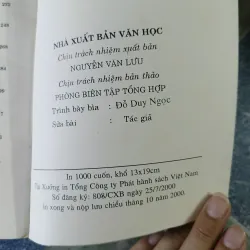 NHÀ XUẤT BẢN VĂN HỌC
Chịu trách nhiệm xuất bản
NGUYỄN VĂN LƯU
Chịu trách nhiệm bản thảo
PHÒNG BIÊN TẬP TỔNG HỢP
Trình bày bìa : Đỗ Duy Ngọc
Sửa bài : Tác giả
In 1000 cuốn, khổ 13x19cm
Tại Xưởng in Tổng Công ty Phát hành sách Việt Nam
Số đăng ký: 808/CXB ngày 25/7/2000
In xong và nộp lưu chiểu tháng 10 năm 2000.